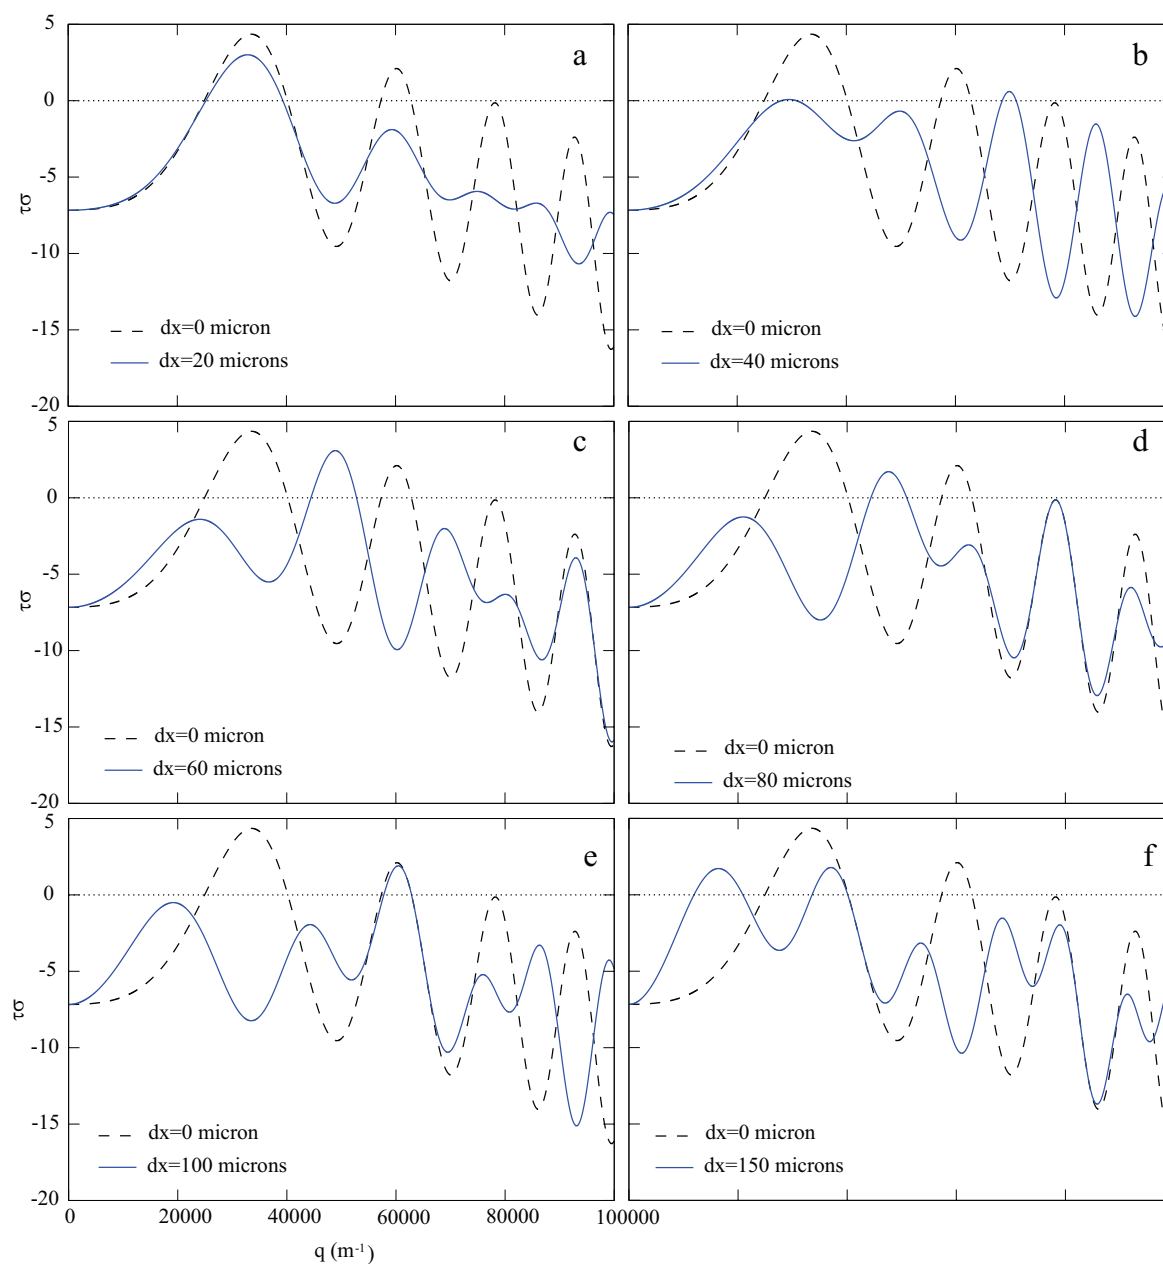 5
a
b
0
-5
τσ
-10
-15
dx=0 micron
dx=20 microns
dx=0 micron
dx=40 microns
-20
5
c
d
0
-5
τσ
-10
-15
dx=0 micron
dx=60 microns
dx=0 micron
dx=80 microns
-20
5
e
f
0
-5
τσ
-10
-15
dx=0 micron
dx=100 microns
dx=0 micron
dx=150 microns
-20
0 20000 40000 60000 80000 100000
q (m⁻¹)